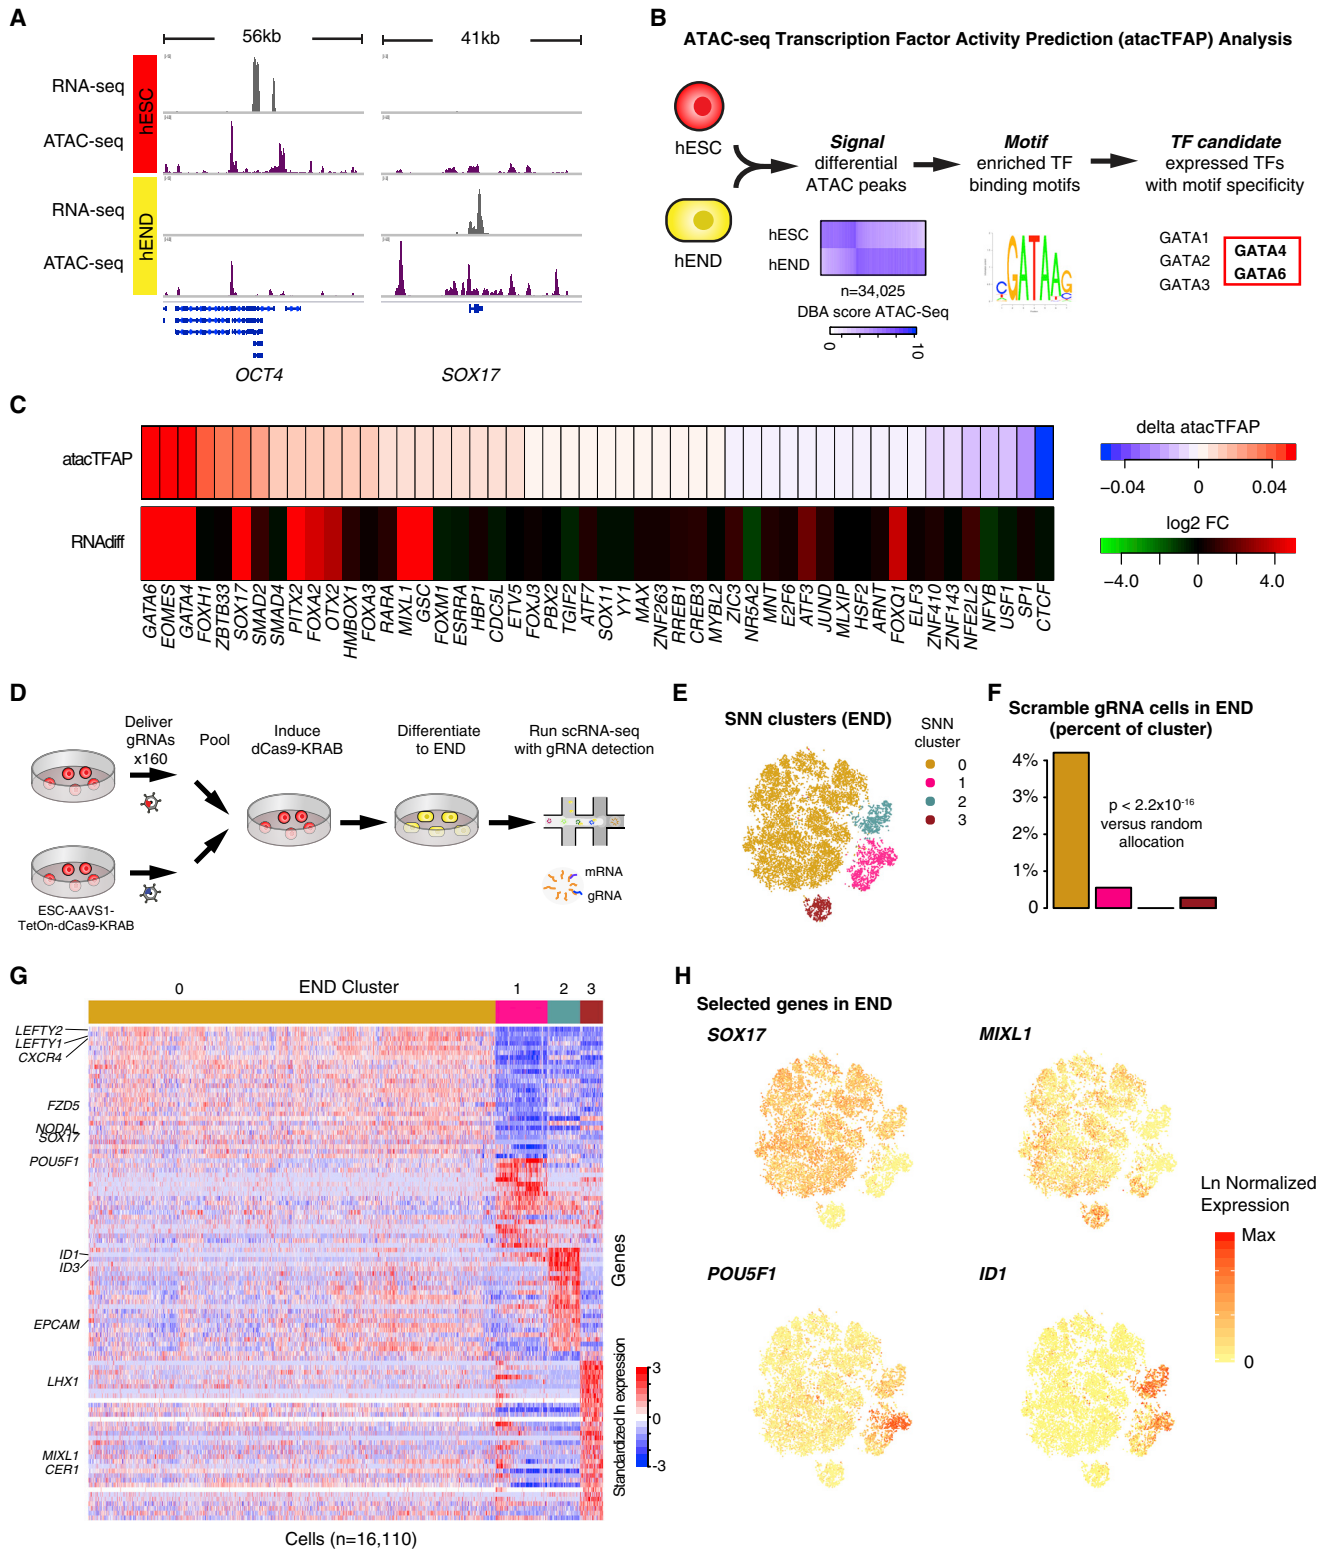 A
56kb
41kb
hESC
RNA-seq
ATAC-seq
hEND
RNA-seq
ATAC-seq
OCT4
SOX17
B
ATAC-seq Transcription Factor Activity Prediction (atacTFAP) Analysis
hESC
hEND
Signal
differential
ATAC peaks
Motif
enriched TF
binding motifs
TF candidate
expressed TFs
with motif specificity
hESC
hEND
n=34,025
DBA score ATAC-Seq
0
10
GATAAG
GATA1
GATA2
GATA3
GATA4
GATA6
C
atacTFAP
RNAdiff
GATA6
EOMES
GATA4
FOXH1
ZBTB33
SOX17
SMAD2
SMAD4
PITX2
FOXA2
OTX2
HMBOX1
FOXA3
RARA
MIXL1
GSC
FOXM1
ESRRA
HBP1
CDC5L
ETV5
FOXJ3
PBX2
TGIF2
ATF7
SOX11
YY1
MAX
ZNF263
RREB1
CREB3
MYBL2
ZIC3
NR5A2
MNT
E2F6
ATF3
JUND
MLXIP
HSF2
ARNT
FOXQ1
ELF3
ZNF410
ZNF143
NFE2L2
NFYB
USF1
SP1
CTCF
delta atacTFAP
−0.04 0 0.04
log2 FC
−4.0 0 4.0
D
Deliver
gRNAs
x160
Pool
Induce
dCas9-KRAB
Differentiate
to END
Run scRNA-seq
with gRNA detection
ESC-AAVS1-
TetOn-dCas9-KRAB
mRNA
gRNA
E
SNN clusters (END)
SNN
cluster
0
1
2
3
F
Scramble gRNA cells in END
(percent of cluster)
4%
3%
2%
1%
0
p < 2.2x10-16
versus random
allocation
G
0 END Cluster 1 2 3
LEFTY2
LEFTY1
CXCR4
FZD5
NODAL
SOX17
POU5F1
ID1
ID3
EPCAM
LHX1
MIXL1
CER1
Genes
Standardized ln expression
3
0
-3
Cells (n=16,110)
H
Selected genes in END
SOX17
MIXL1
POU5F1
ID1
Ln Normalized
Expression
Max
0